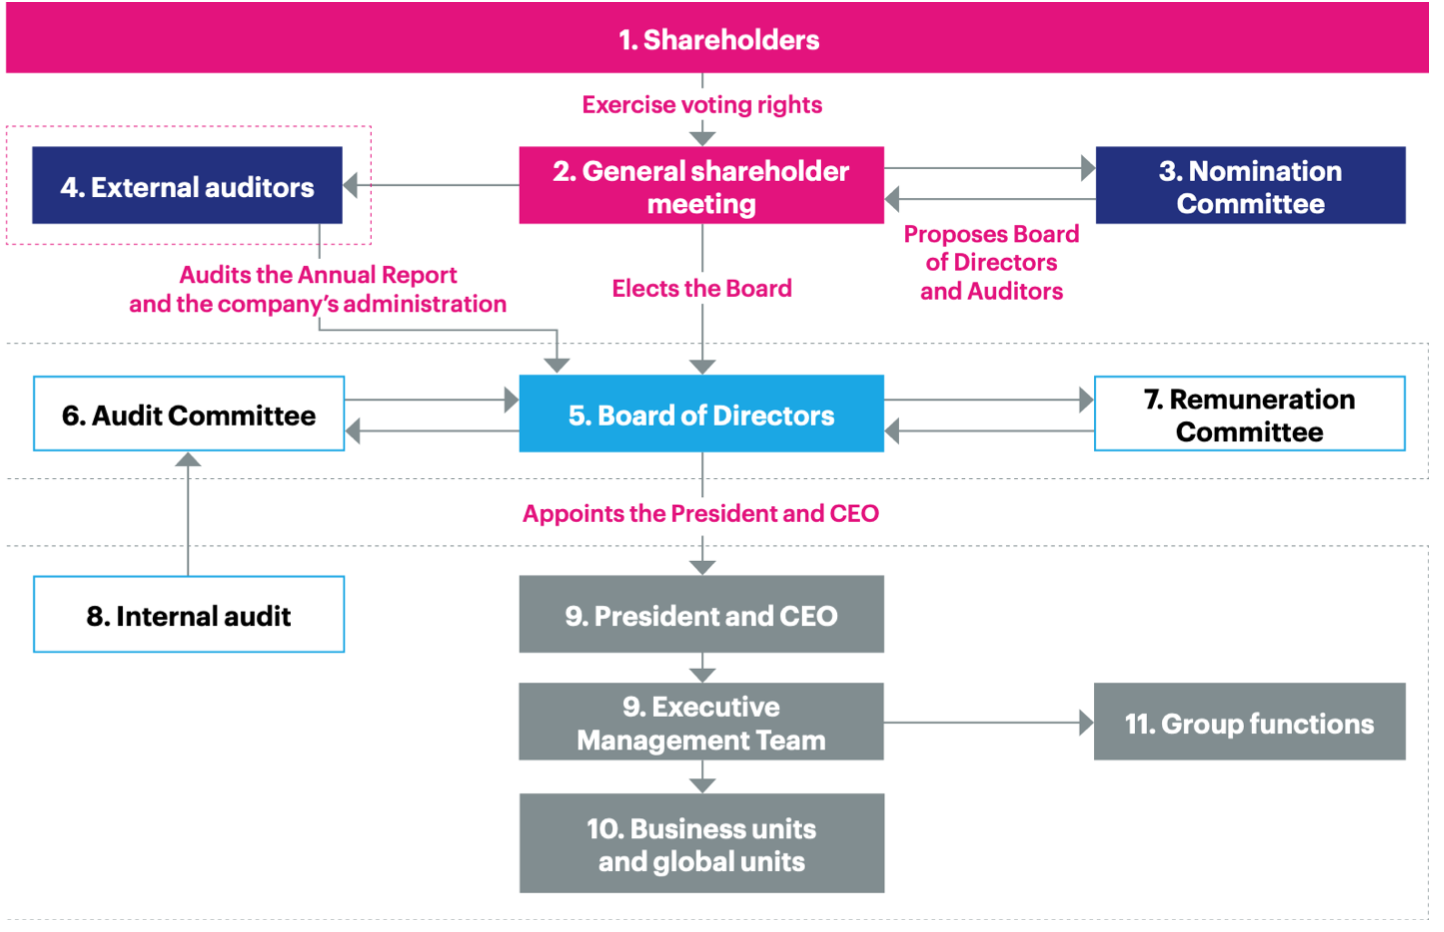 1. Shareholders
Exercise voting rights
4. External auditors
2. General shareholder
meeting
3. Nomination
Committee
Proposes Board
of Directors
and Auditors
Audits the Annual Report
and the company’s administration
Elects the Board
6. Audit Committee
5. Board of Directors
7. Remuneration
Committee
Appoints the President and CEO
8. Internal audit
9. President and CEO
9. Executive
Management Team
11. Group functions
10. Business units
and global units